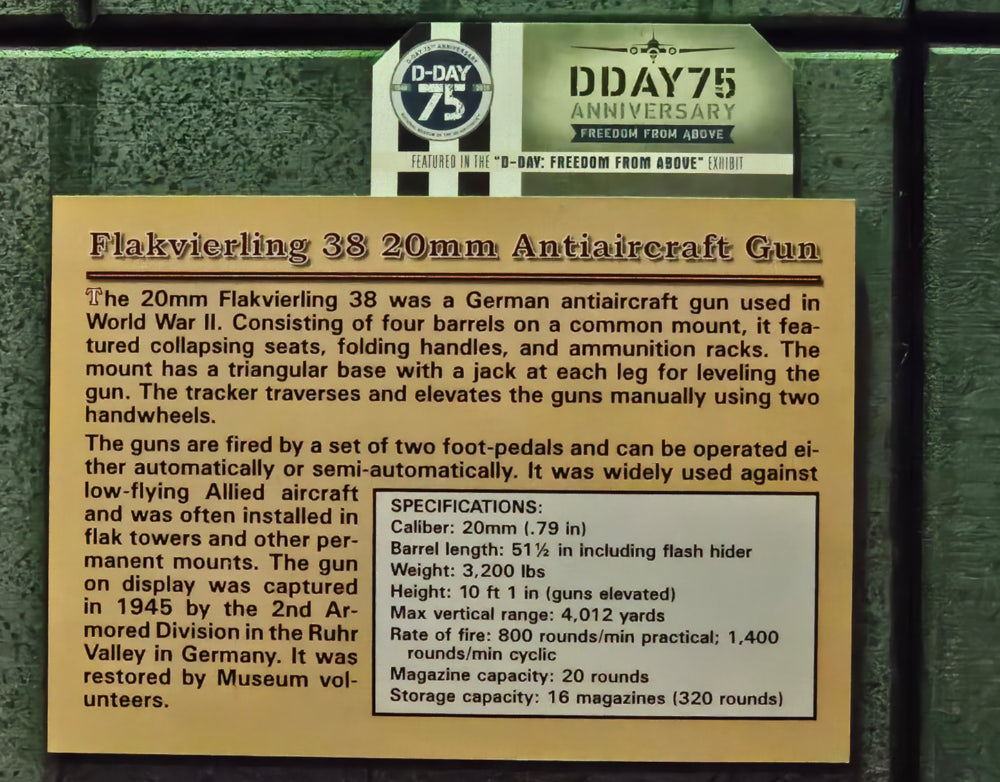 D-DAY 75TH ANNIVERSARY
D-DAY
75
DDAY75
ANNIVERSARY
FREEDOM FROM ABOVE
FEATURED IN THE "D-DAY: FREEDOM FROM ABOVE" EXHIBIT
Flakvierling 38 20mm Antiaircraft Gun
The 20mm Flakvierling 38 was a German antiaircraft gun used in
World War II. Consisting of four barrels on a common mount, it fea-
tured collapsing seats, folding handles, and ammunition racks. The
mount has a triangular base with a jack at each leg for leveling the
gun. The tracker traverses and elevates the guns manually using two
handwheels.
The guns are fired by a set of two foot-pedals and can be operated ei-
ther automatically or semi-automatically. It was widely used against
low-flying Allied aircraft
and was often installed in
flak towers and other per-
manent mounts. The gun
on display was captured
in 1945 by the 2nd Ar-
mored Division in the Ruhr
Valley in Germany. It was
restored by Museum vol-
unteers.
SPECIFICATIONS:
Caliber: 20mm (.79 in)
Barrel length: 51½ in including flash hider
Weight: 3,200 lbs
Height: 10 ft 1 in (guns elevated)
Max vertical range: 4,012 yards
Rate of fire: 800 rounds/min practical; 1,400
rounds/min cyclic
Magazine capacity: 20 rounds
Storage capacity: 16 magazines (320 rounds)